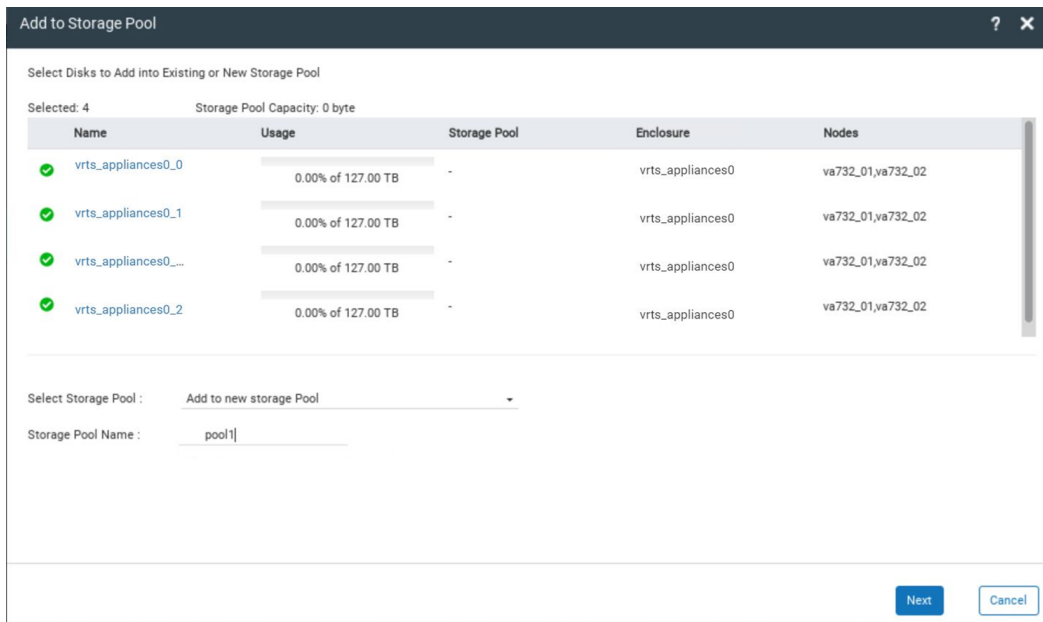 Add to Storage Pool ? ✕
Select Disks to Add into Existing or New Storage Pool
Selected: 4 Storage Pool Capacity: 0 byte
Name Usage Storage Pool Enclosure Nodes
vrts_appliances0_0 0.00% of 127.00 TB - vrts_appliances0 va732_01,va732_02
vrts_appliances0_1 0.00% of 127.00 TB - vrts_appliances0 va732_01,va732_02
vrts_appliances0_... 0.00% of 127.00 TB - vrts_appliances0 va732_01,va732_02
vrts_appliances0_2 0.00% of 127.00 TB - vrts_appliances0 va732_01,va732_02
Select Storage Pool : Add to new storage Pool
Storage Pool Name : pool1
Next Cancel